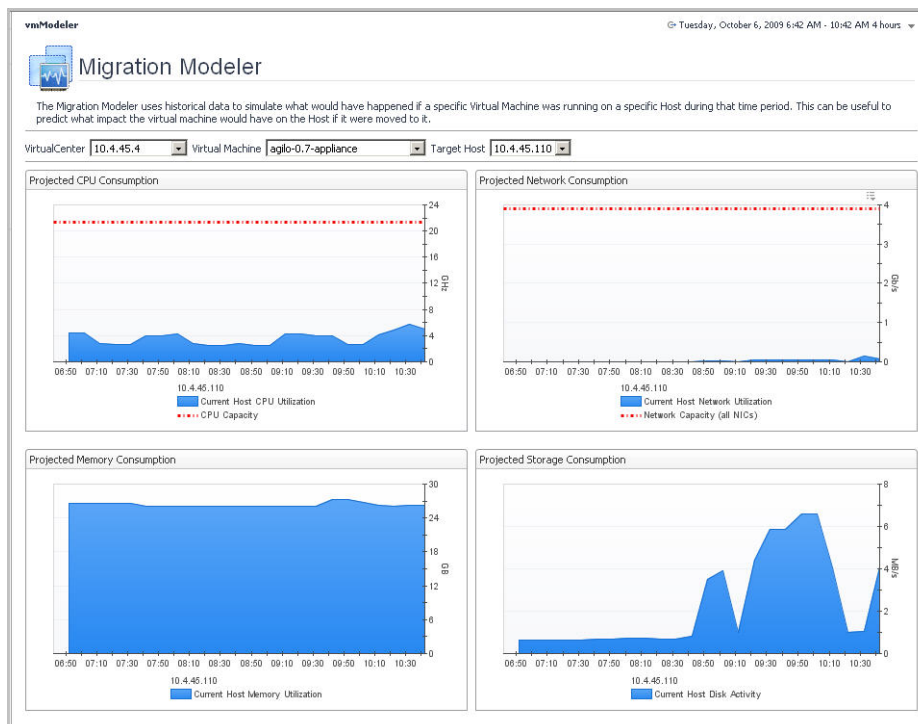 vmModeler
Tuesday, October 6, 2009 6:42 AM - 10:42 AM 4 hours
Migration Modeler
The Migration Modeler uses historical data to simulate what would have happened if a specific Virtual Machine was running on a specific Host during that time period. This can be useful to
predict what impact the virtual machine would have on the Host if it were moved to it.
VirtualCenter 10.4.45.4 Virtual Machine agilo-0.7-appliance Target Host 10.4.45.110
Projected CPU Consumption
24
20
16
12
8
4
0
GHz
06:50 07:10 07:30 07:50 08:10 08:30 08:50 09:10 09:30 09:50 10:10 10:30
10.4.45.110
Current Host CPU Utilization
CPU Capacity
Projected Network Consumption
4
3
2
1
0
Gb/s
06:50 07:10 07:30 07:50 08:10 08:30 08:50 09:10 09:30 09:50 10:10 10:30
10.4.45.110
Current Host Network Utilization
Network Capacity (all NICs)
Projected Memory Consumption
30
24
18
12
6
0
GB
06:50 07:10 07:30 07:50 08:10 08:30 08:50 09:10 09:30 09:50 10:10 10:30
10.4.45.110
Current Host Memory Utilization
Projected Storage Consumption
8
6
4
2
0
MB/s
06:50 07:10 07:30 07:50 08:10 08:30 08:50 09:10 09:30 09:50 10:10 10:30
10.4.45.110
Current Host Disk Activity